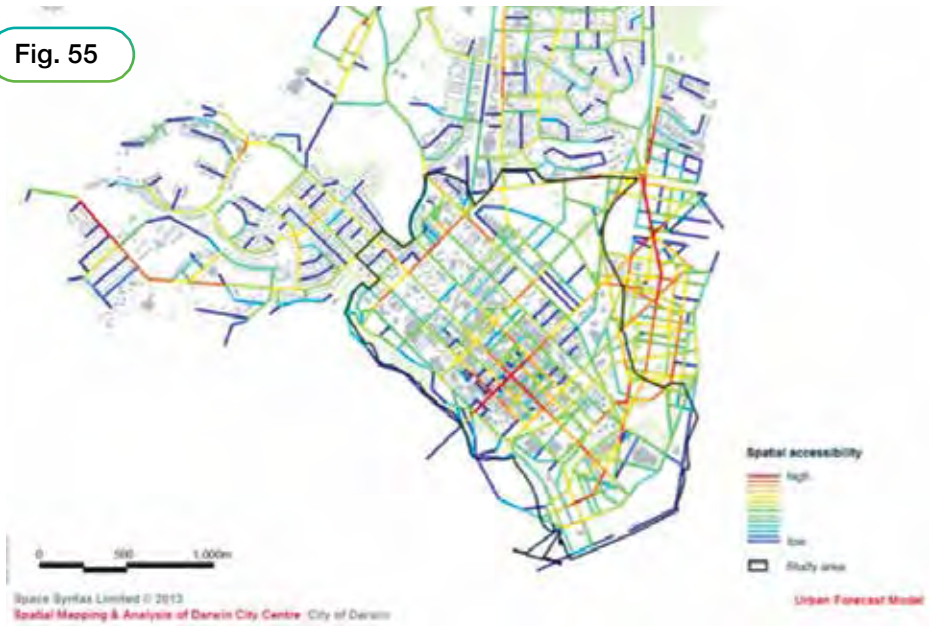 Fig. 55
Spatial accessibility
high
low
Study area
0 500 1,000m
Space Syntax Limited © 2013
Spatial Mapping & Analysis of Darwin City Centre City of Darwin
Urban Forecast Model